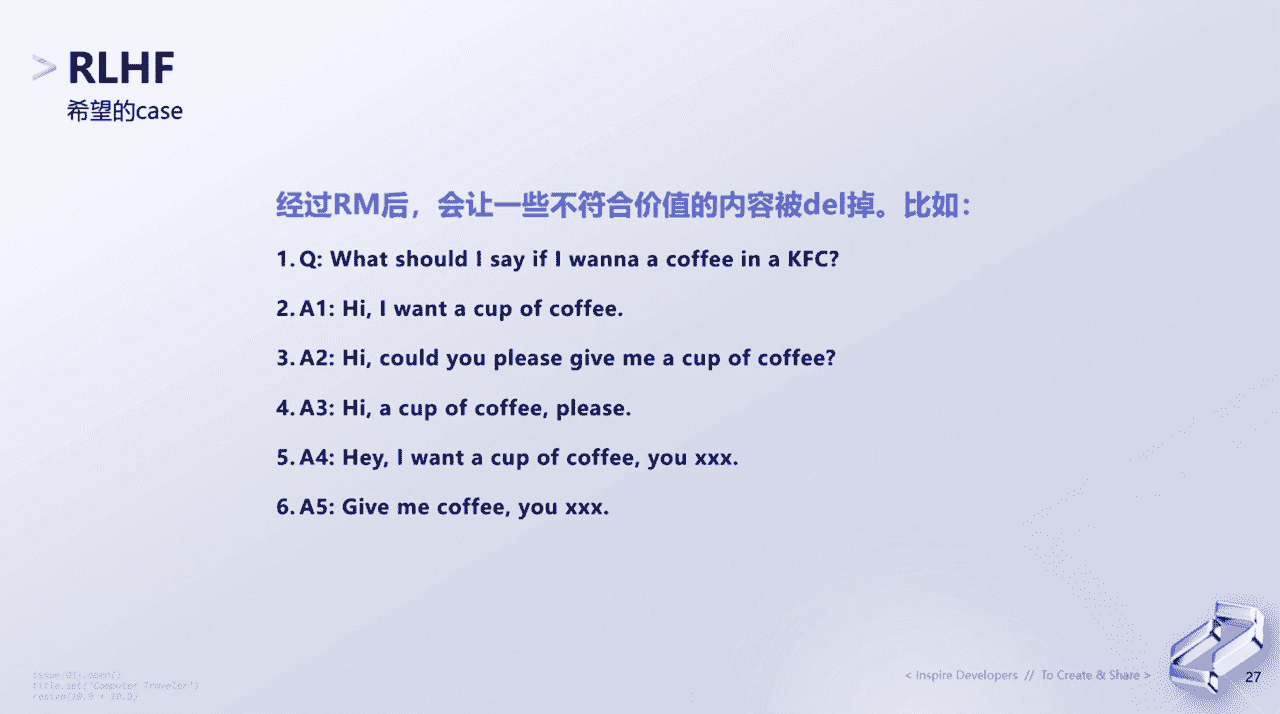 > RLHF
希望的case
经过RM后，会让一些不符合价值的内容被del掉。比如：
1. Q: What should I say if I wanna a coffee in a KFC?
2. A1: Hi, I want a cup of coffee.
3. A2: Hi, could you please give me a cup of coffee?
4. A3: Hi, a cup of coffee, please.
5. A4: Hey, I want a cup of coffee, you xxx.
6. A5: Give me coffee, you xxx.
title.set('Computer Traveler')
< Inspire Developers // To Create & Share >
27